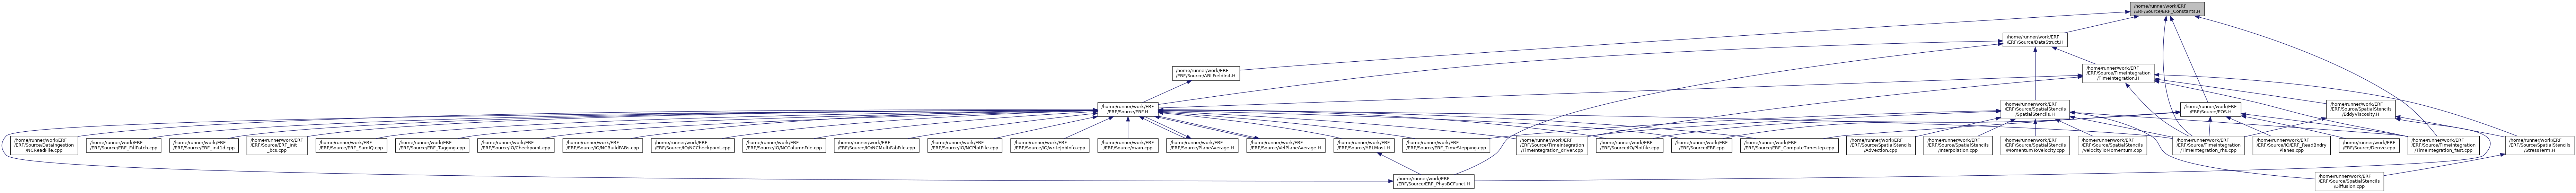 /home/runner/work/ERF
/ERF/Source/ERF_Constants.H
/home/runner/work/ERF
/ERF/Source/DataStruct.H
/home/runner/work/ERF
/ERF/Source/ABLFieldInit.H
/home/runner/work/ERF
/ERF/Source/TimeIntegration
/TimeIntegration.H
/home/runner/work/ERF
/ERF/Source/ERF.H
/home/runner/work/ERF
/ERF/Source/SpatialStencils
/SpatialStencils.H
/home/runner/work/ERF
/ERF/Source/EOS.H
/home/runner/work/ERF
/ERF/Source/SpatialStencils
/EddyViscosity.H
/home/runner/work/ERF
/ERF/Source/DataIngestion
/NCReadFile.cpp
/home/runner/work/ERF
/ERF/Source/ERF_FillPatch.cpp
/home/runner/work/ERF
/ERF/Source/ERF_init1d.cpp
/home/runner/work/ERF
/ERF/Source/ERF_init
_bcs.cpp
/home/runner/work/ERF
/ERF/Source/ERF_SumIQ.cpp
/home/runner/work/ERF
/ERF/Source/ERF_Tagging.cpp
/home/runner/work/ERF
/ERF/Source/IO/Checkpoint.cpp
/home/runner/work/ERF
/ERF/Source/IO/NCBuildFABs.cpp
/home/runner/work/ERF
/ERF/Source/IO/NCCheckpoint.cpp
/home/runner/work/ERF
/ERF/Source/IO/NCColumnFile.cpp
/home/runner/work/ERF
/ERF/Source/IO/NCMultiFabFile.cpp
/home/runner/work/ERF
/ERF/Source/IO/NCPlotFile.cpp
/home/runner/work/ERF
/ERF/Source/IO/writeJobInfo.cpp
/home/runner/work/ERF
/ERF/Source/main.cpp
/home/runner/work/ERF
/ERF/Source/PlaneAverage.H
/home/runner/work/ERF
/ERF/Source/VelPlaneAverage.H
/home/runner/work/ERF
/ERF/Source/ABLMost.H
/home/runner/work/ERF
/ERF/Source/ERF_TimeStepping.cpp
/home/runner/work/ERF
/ERF/Source/TimeIntegration
/TimeIntegration_driver.cpp
/home/runner/work/ERF
/ERF/Source/IO/Plotfile.cpp
/home/runner/work/ERF
/ERF/Source/ERF.cpp
/home/runner/work/ERF
/ERF/Source/ERF_ComputeTimestep.cpp
/home/runner/work/ERF
/ERF/Source/SpatialStencils
/Advection.cpp
/home/runner/work/ERF
/ERF/Source/SpatialStencils
/Interpolation.cpp
/home/runner/work/ERF
/ERF/Source/SpatialStencils
/MomentumToVelocity.cpp
/home/runner/work/ERF
/ERF/Source/SpatialStencils
/VelocityToMomentum.cpp
/home/runner/work/ERF
/ERF/Source/TimeIntegration
/TimeIntegration_rhs.cpp
/home/runner/work/ERF
/ERF/Source/IO/ERF_ReadBndry
Planes.cpp
/home/runner/work/ERF
/ERF/Source/Derive.cpp
/home/runner/work/ERF
/ERF/Source/TimeIntegration
/TimeIntegration_fast.cpp
/home/runner/work/ERF
/ERF/Source/SpatialStencils
/StressTerm.H
/home/runner/work/ERF
/ERF/Source/ERF_PhysBCFunct.H
/home/runner/work/ERF
/ERF/Source/SpatialStencils
/Diffusion.cpp